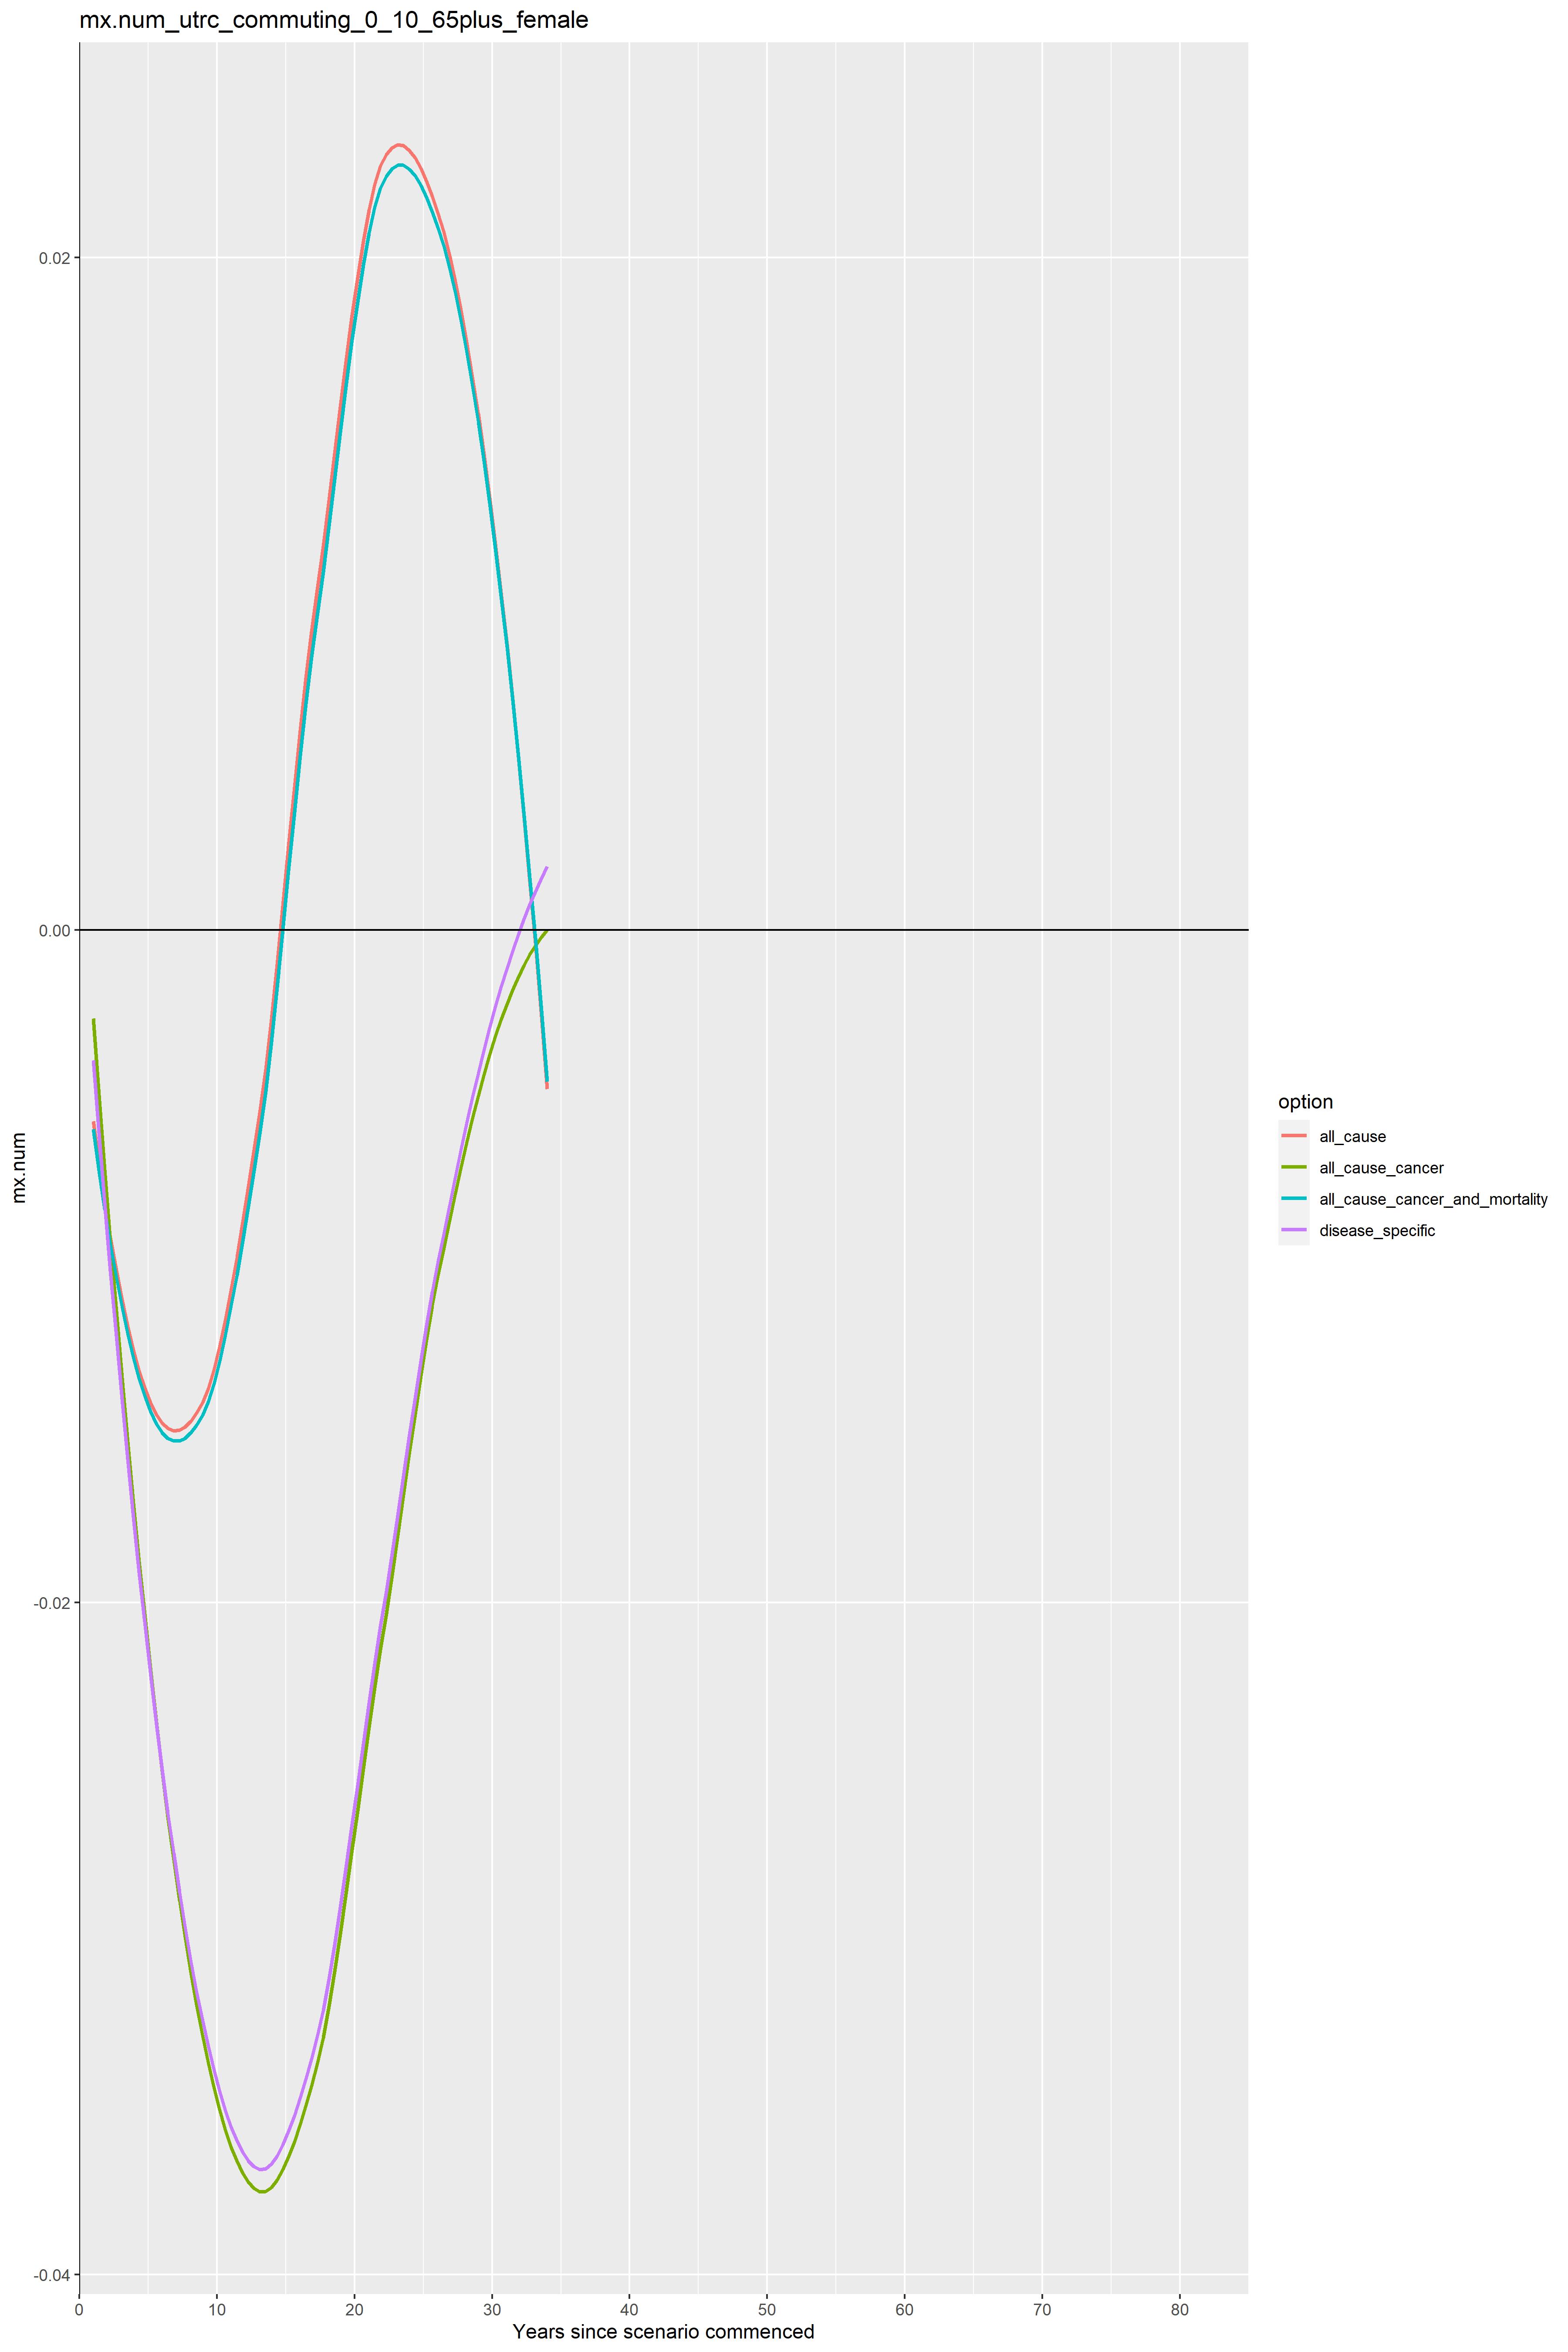 mx.num_utrc_commuting_0_10_65plus_female
mx.num
0.02
0.00
-0.02
-0.04
0 10 20 30 40 50 60 70 80
Years since scenario commenced
option
all_cause
all_cause_cancer
all_cause_cancer_and_mortality
disease_specific